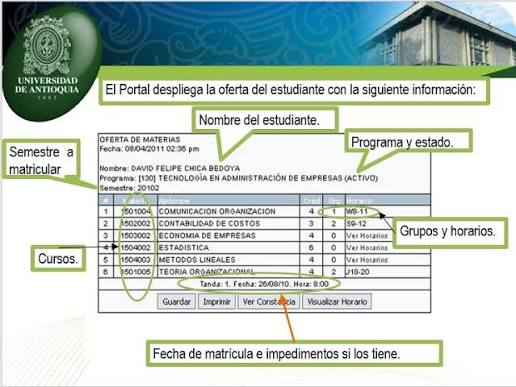 UNIVERSIDAD
DE ANTIOQUIA
1803
El Portal despliega la oferta del estudiante con la siguiente información:
Nombre del estudiante.
Programa y estado.
Semestre a
matricular
OFERTA DE MATERIAS
Fecha: 08/04/2011 02:36 pm
Nombre: DAVID FELIPE CHICA BEDOYA
Programa: [130] TECNOLOGÍA EN ADMINISTRACIÓN DE EMPRESAS (ACTIVO)
Semestre: 20102
# Materia Apócope Créd Grp Horario
1 1501004 COMUNICACION ORGANIZACION 4 1 W8-11
2 1502002 CONTABILIDAD DE COSTOS 3 2 S9-12
3 1503002 ECONOMIA DE EMPRESAS 4 0 Ver Horarios
4 1504002 ESTADISTICA 6 0 Ver Horarios
5 1504003 METODOS LINEALES 4 0 Ver Horarios
6 1501005 TEORIA ORGANIZACIONAL 4 2 J18-20
Tanda: 1. Fecha: 26/08/10. Hora: 8:00
Guardar Imprimir Ver Constancia Visualizar Horario
Grupos y horarios.
Cursos.
Fecha de matrícula e impedimentos si los tiene.